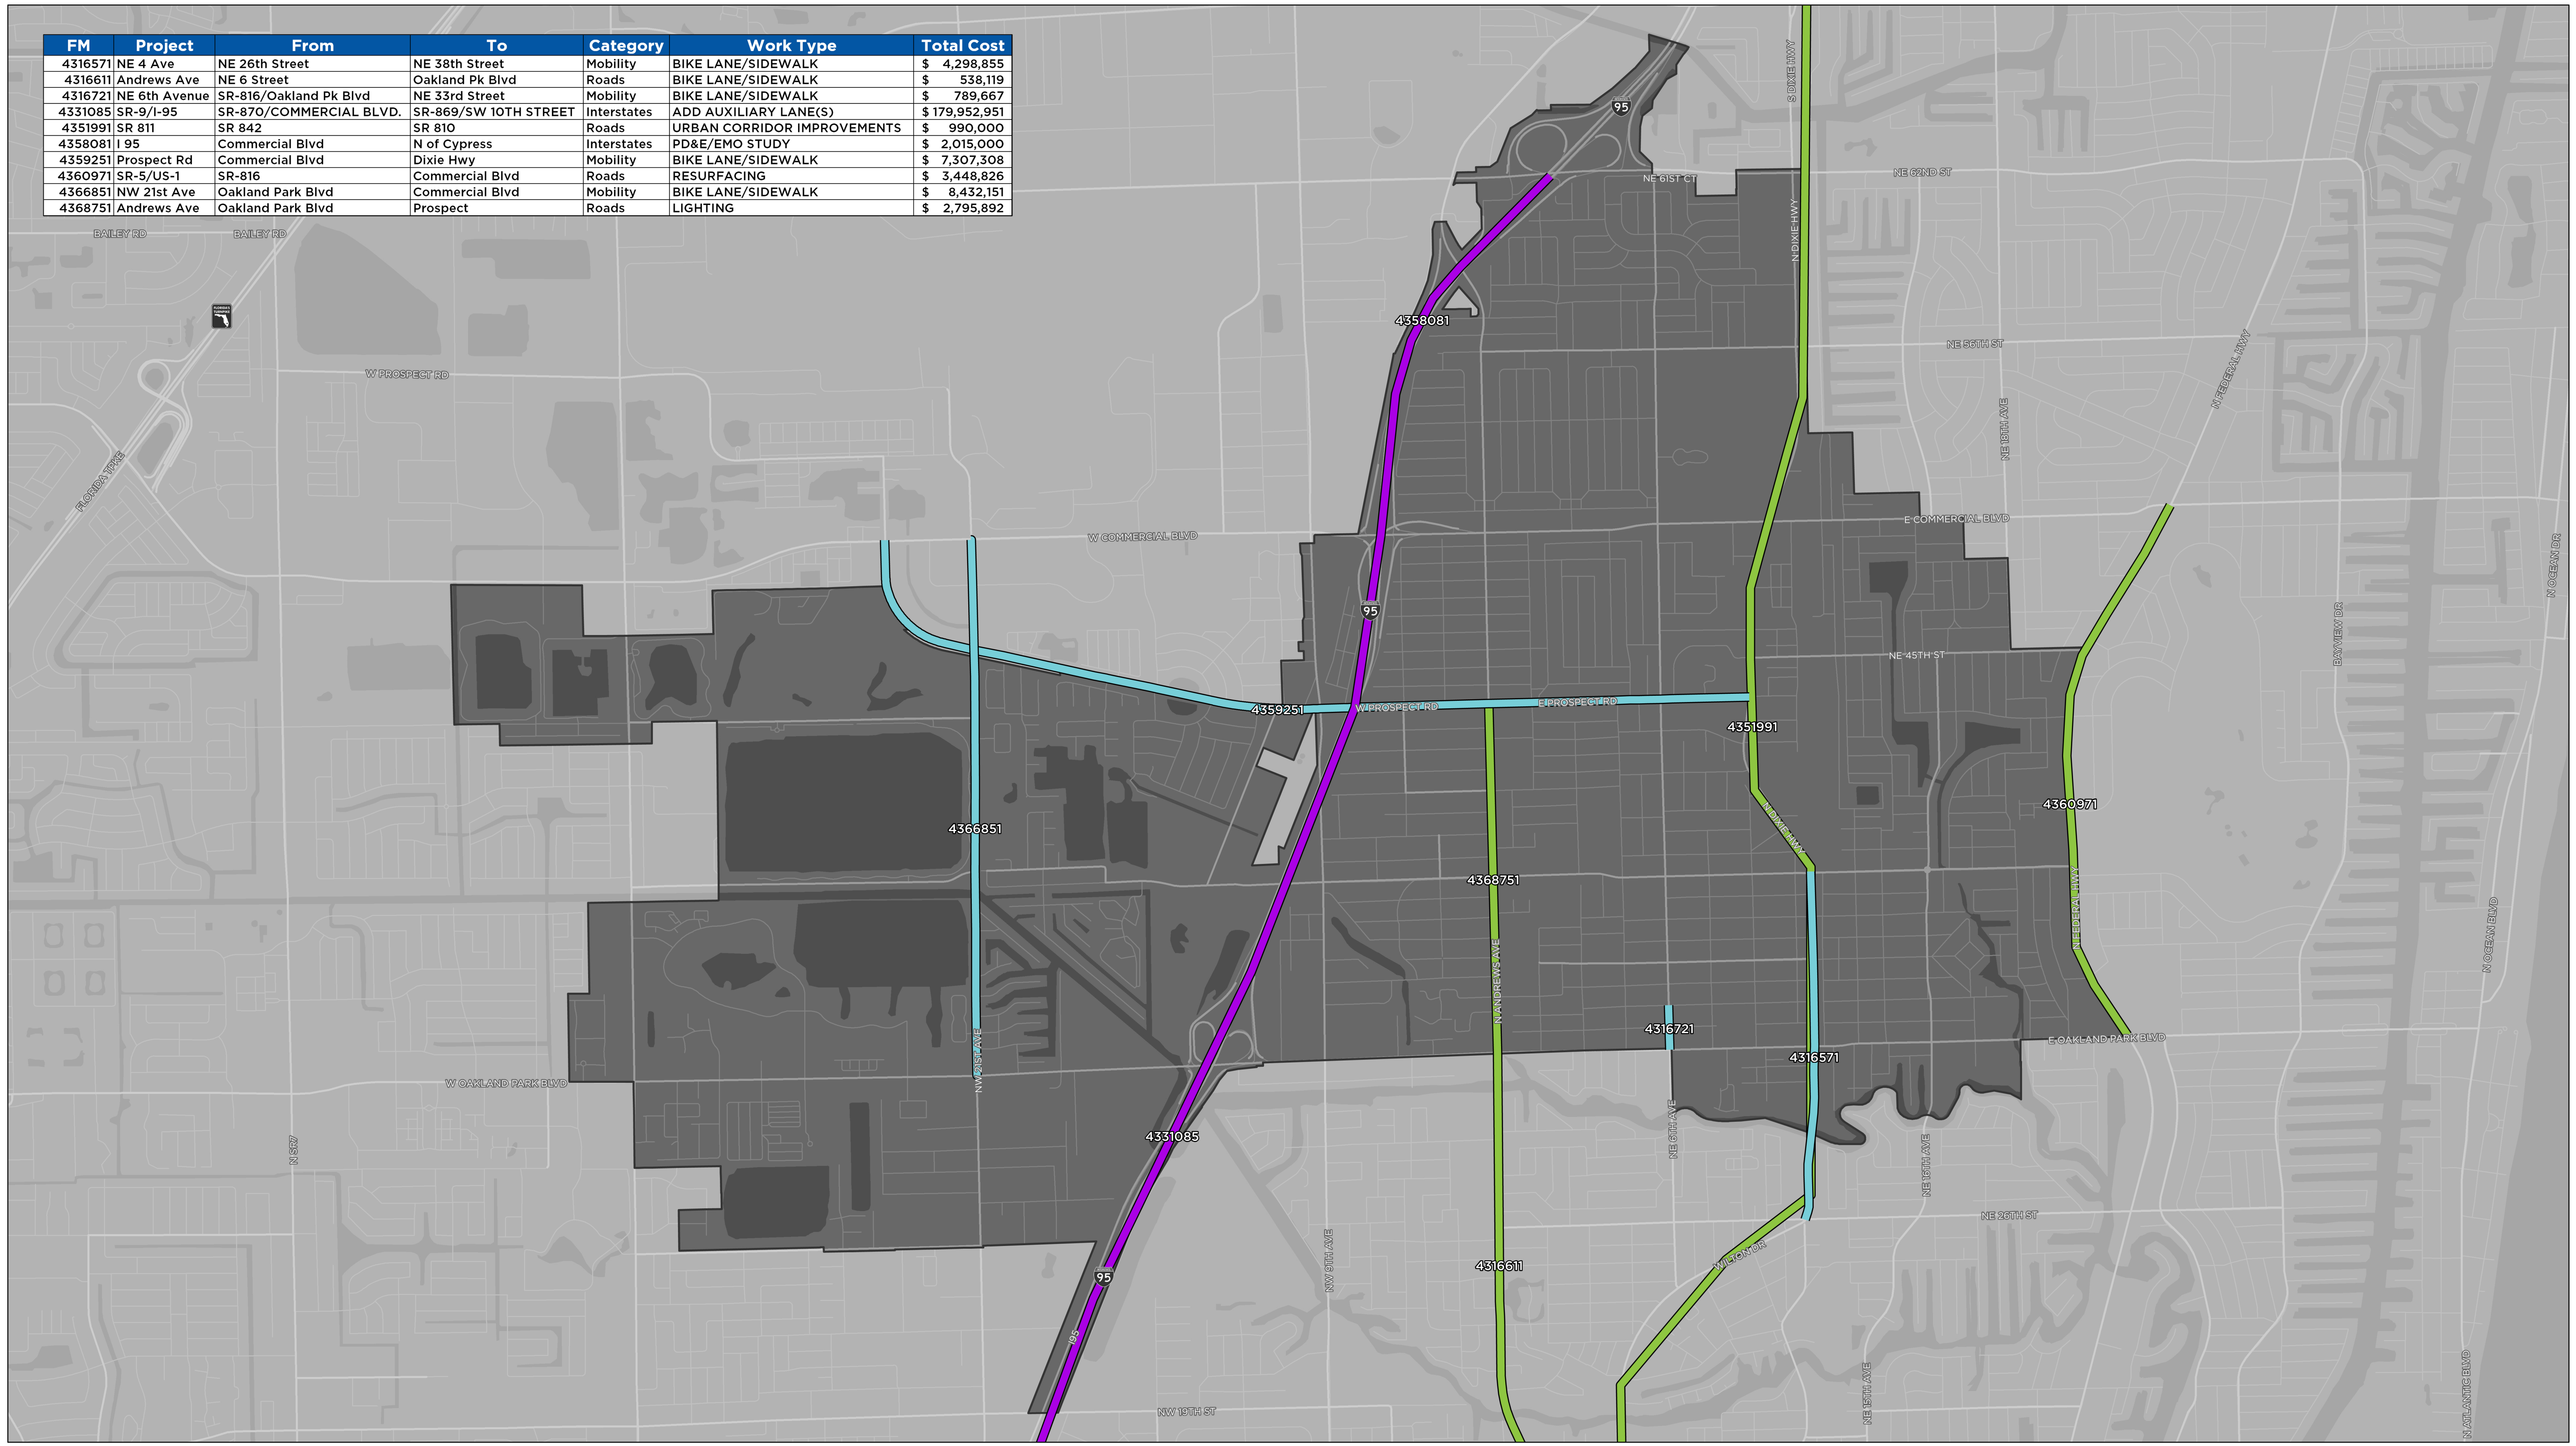 FM Project From To Category Work Type Total Cost
4316571 NE 4 Ave NE 26th Street NE 38th Street Mobility BIKE LANE/SIDEWALK $ 4,298,855
4316611 Andrews Ave NE 6 Street Oakland Pk Blvd Roads BIKE LANE/SIDEWALK $ 538,119
4316721 NE 6th Avenue SR-816/Oakland Pk Blvd NE 33rd Street Mobility BIKE LANE/SIDEWALK $ 789,667
4331085 SR-9/I-95 SR-870/COMMERCIAL BLVD. SR-869/SW 10TH STREET Interstates ADD AUXILIARY LANE(S) $ 179,952,951
4351991 SR 811 SR 842 SR 810 Roads URBAN CORRIDOR IMPROVEMENTS $ 990,000
4358081 I 95 Commercial Blvd N of Cypress Interstates PD&E/EMO STUDY $ 2,015,000
4359251 Prospect Rd Commercial Blvd Dixie Hwy Mobility BIKE LANE/SIDEWALK $ 7,307,308
4360971 SR-5/US-1 SR-816 Commercial Blvd Roads RESURFACING $ 3,448,826
4366851 NW 21st Ave Oakland Park Blvd Commercial Blvd Mobility BIKE LANE/SIDEWALK $ 8,432,151
4368751 Andrews Ave Oakland Park Blvd Prospect Roads LIGHTING $ 2,795,892
S DIXIE HWY
95
NE 62ND ST
NE 61ST CT
BAILEY RD
BAILEY RD
N DIXIE HWY
4358081
NE 56TH ST
N FEDERAL HWY
W PROSPECT RD
NE 18TH AVE
FLORIDA TPKE
E COMMERCIAL BLVD
W COMMERCIAL BLVD
N OCEAN DR
95
BAYVIEW DR
NE 45TH ST
4359251
W PROSPECT RD
E PROSPECT RD
4351991
4360971
N DIXIE HWY
4366851
4368751
N FEDERAL HWY
N OCEAN BLVD
N ANDREWS AVE
4316721
E OAKLAND PARK BLVD
4316571
NW 21ST AVE
W OAKLAND PARK BLVD
4331085
NE 6TH AVE
N SR7
NE 16TH AVE
NE 26TH ST
WILTON DR
NW 9TH AVE
4316611
95
I95
NE 15TH AVE
N ATLANTIC BLVD
NW 19TH ST